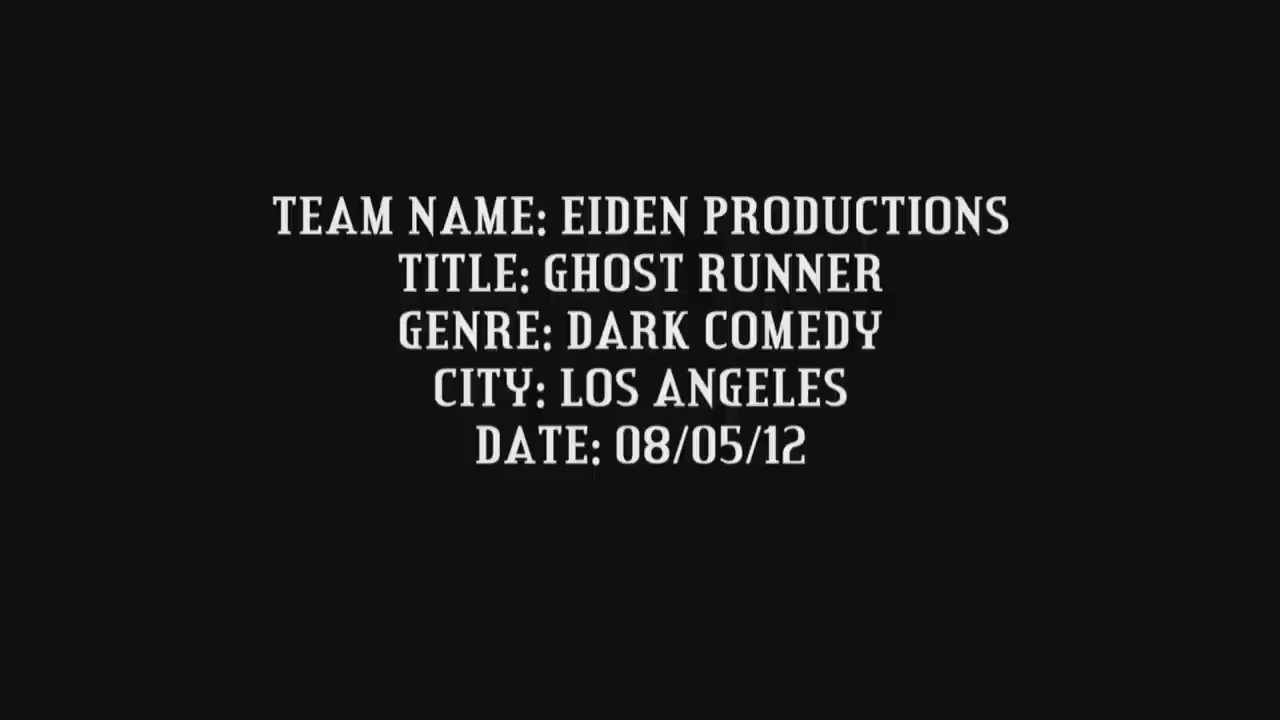 TEAM NAME: EIDEN PRODUCTIONS
TITLE: GHOST RUNNER
GENRE: DARK COMEDY
CITY: LOS ANGELES
DATE: 08/05/12